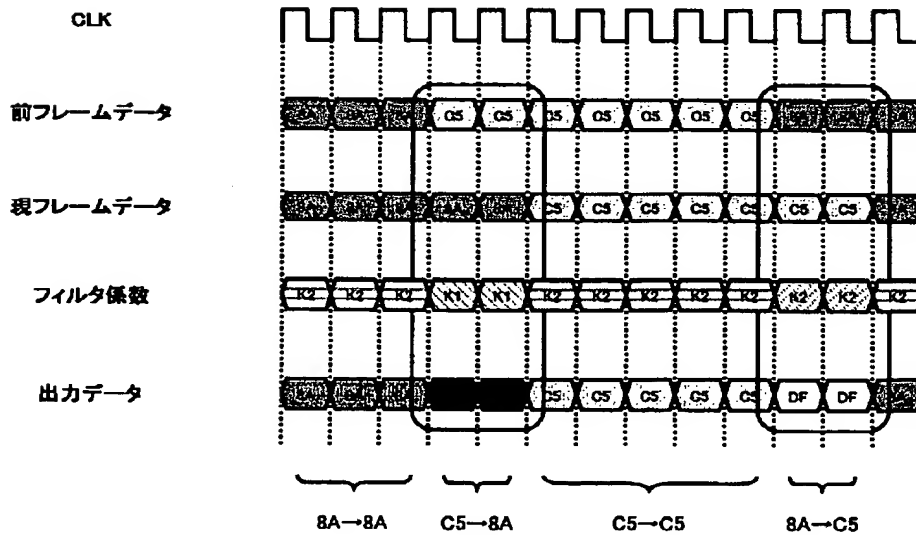 CLK
前フレームデータ
C5 C5 C5 C5 C5 C5 C5
現フレームデータ
C5 C5 C5 C5 C5 C5 C5
フィルタ係数
K2 K2 K2 K1 K1 K2 K2 K2 K2 K2 K2 K2 K2
出力データ
C5 C5 C5 C5 C5 DF DF
8A→8A C5→8A C5→C5 8A→C5